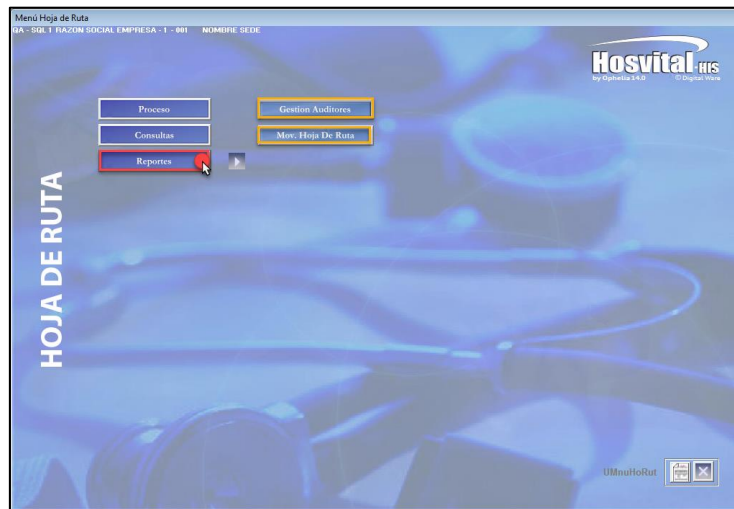 Menú Hoja de Ruta
QA - SQL 1 RAZON SOCIAL EMPRESA - 1 - 001 NOMBRE SEDE
Hosvital-HIS
by Ophelia 14.0 © Digital Ware
Proceso
Gestion Auditores
Consultas
Mov. Hoja De Ruta
Reportes
HOJA DE RUTA
UMnuHoRut